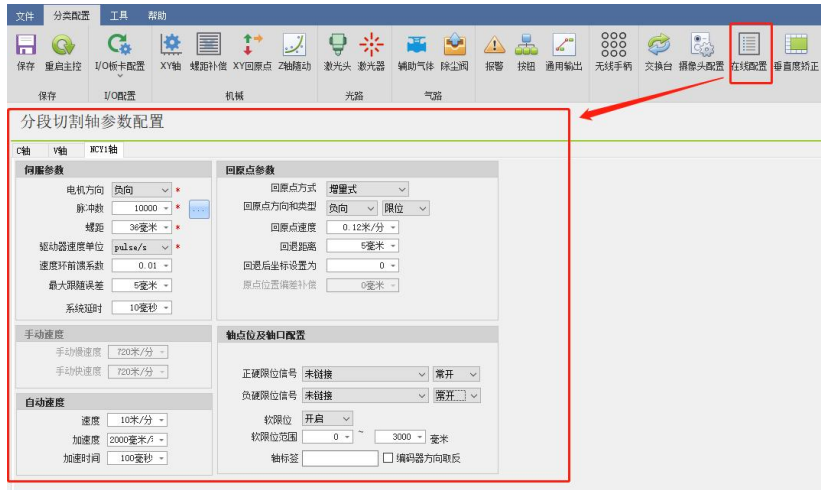 文件 分类配置 工具 帮助
保存 重启主控 I/O板卡配置 XY轴 螺距补偿 XY回原点 Z轴随动 激光头 激光器 辅助气体 除尘阀 报警 按钮 通用输出 无线手柄 交换台 摄像头配置 在线配置 垂直度矫正
保存 I/O配置 机械 光路 气路
分段切割轴参数配置
C轴 V轴 NCY1轴
伺服参数
电机方向 负向 *
脉冲数 10000 * ...
螺距 36毫米 *
驱动器速度单位 pulse/s *
速度环前馈系数 0.01
最大跟随误差 5毫米
系统延时 10毫秒
手动速度
手动慢速度 720米/分
手动快速度 720米/分
自动速度
速度 10米/分
加速度 2000毫米/
加速时间 100毫秒
回原点参数
回原点方式 增量式
回原点方向和类型 负向 限位
回原点速度 0.12米/分
回退距离 5毫米
回退后坐标设置为 0
原点位置偏差补偿 0毫米
轴点位及轴口配置
正硬限位信号 未链接 常开
负硬限位信号 未链接 常开
软限位 开启
软限位范围 0 ~ 3000 毫米
轴标签 编码器方向取反